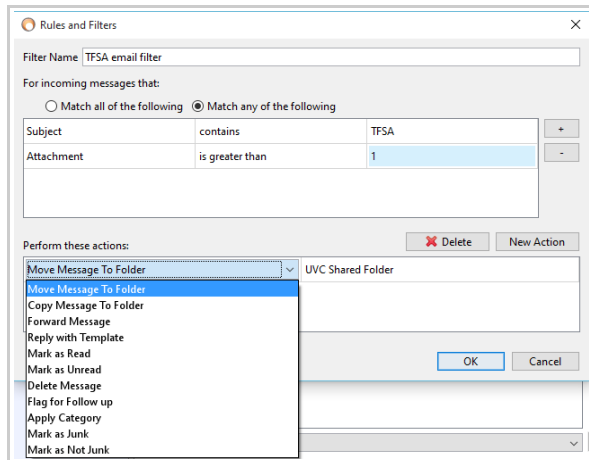 Rules and Filters
Filter Name TFSA email filter
For incoming messages that:
Match all of the following Match any of the following
Subject contains TFSA +
Attachment is greater than 1 -
Perform these actions: Delete New Action
Move Message To Folder UVC Shared Folder
Move Message To Folder
Copy Message To Folder
Forward Message
Reply with Template
Mark as Read
OK Cancel
Mark as Unread
Delete Message
Flag for Follow up
Apply Category
Mark as Junk
Mark as Not Junk